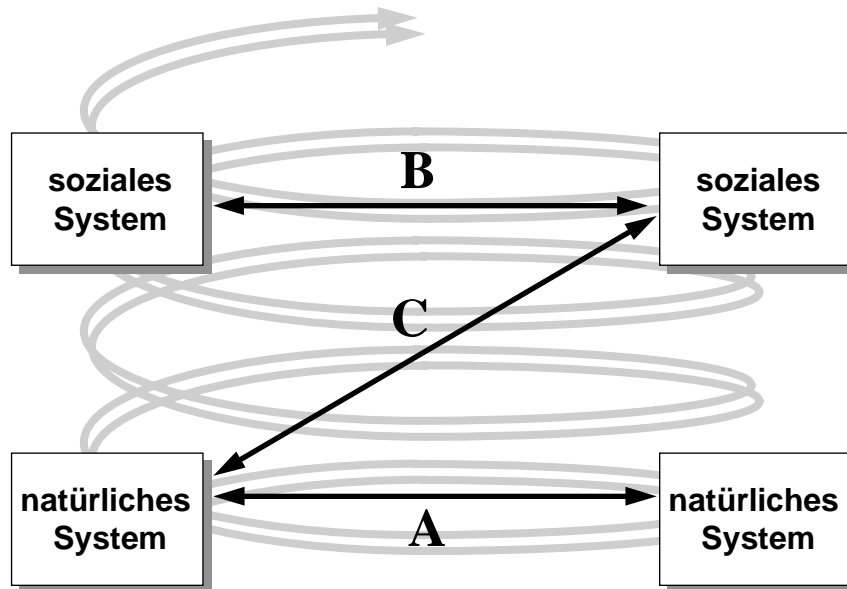 soziales
System
B
soziales
System
C
natürliches
System
A
natürliches
System